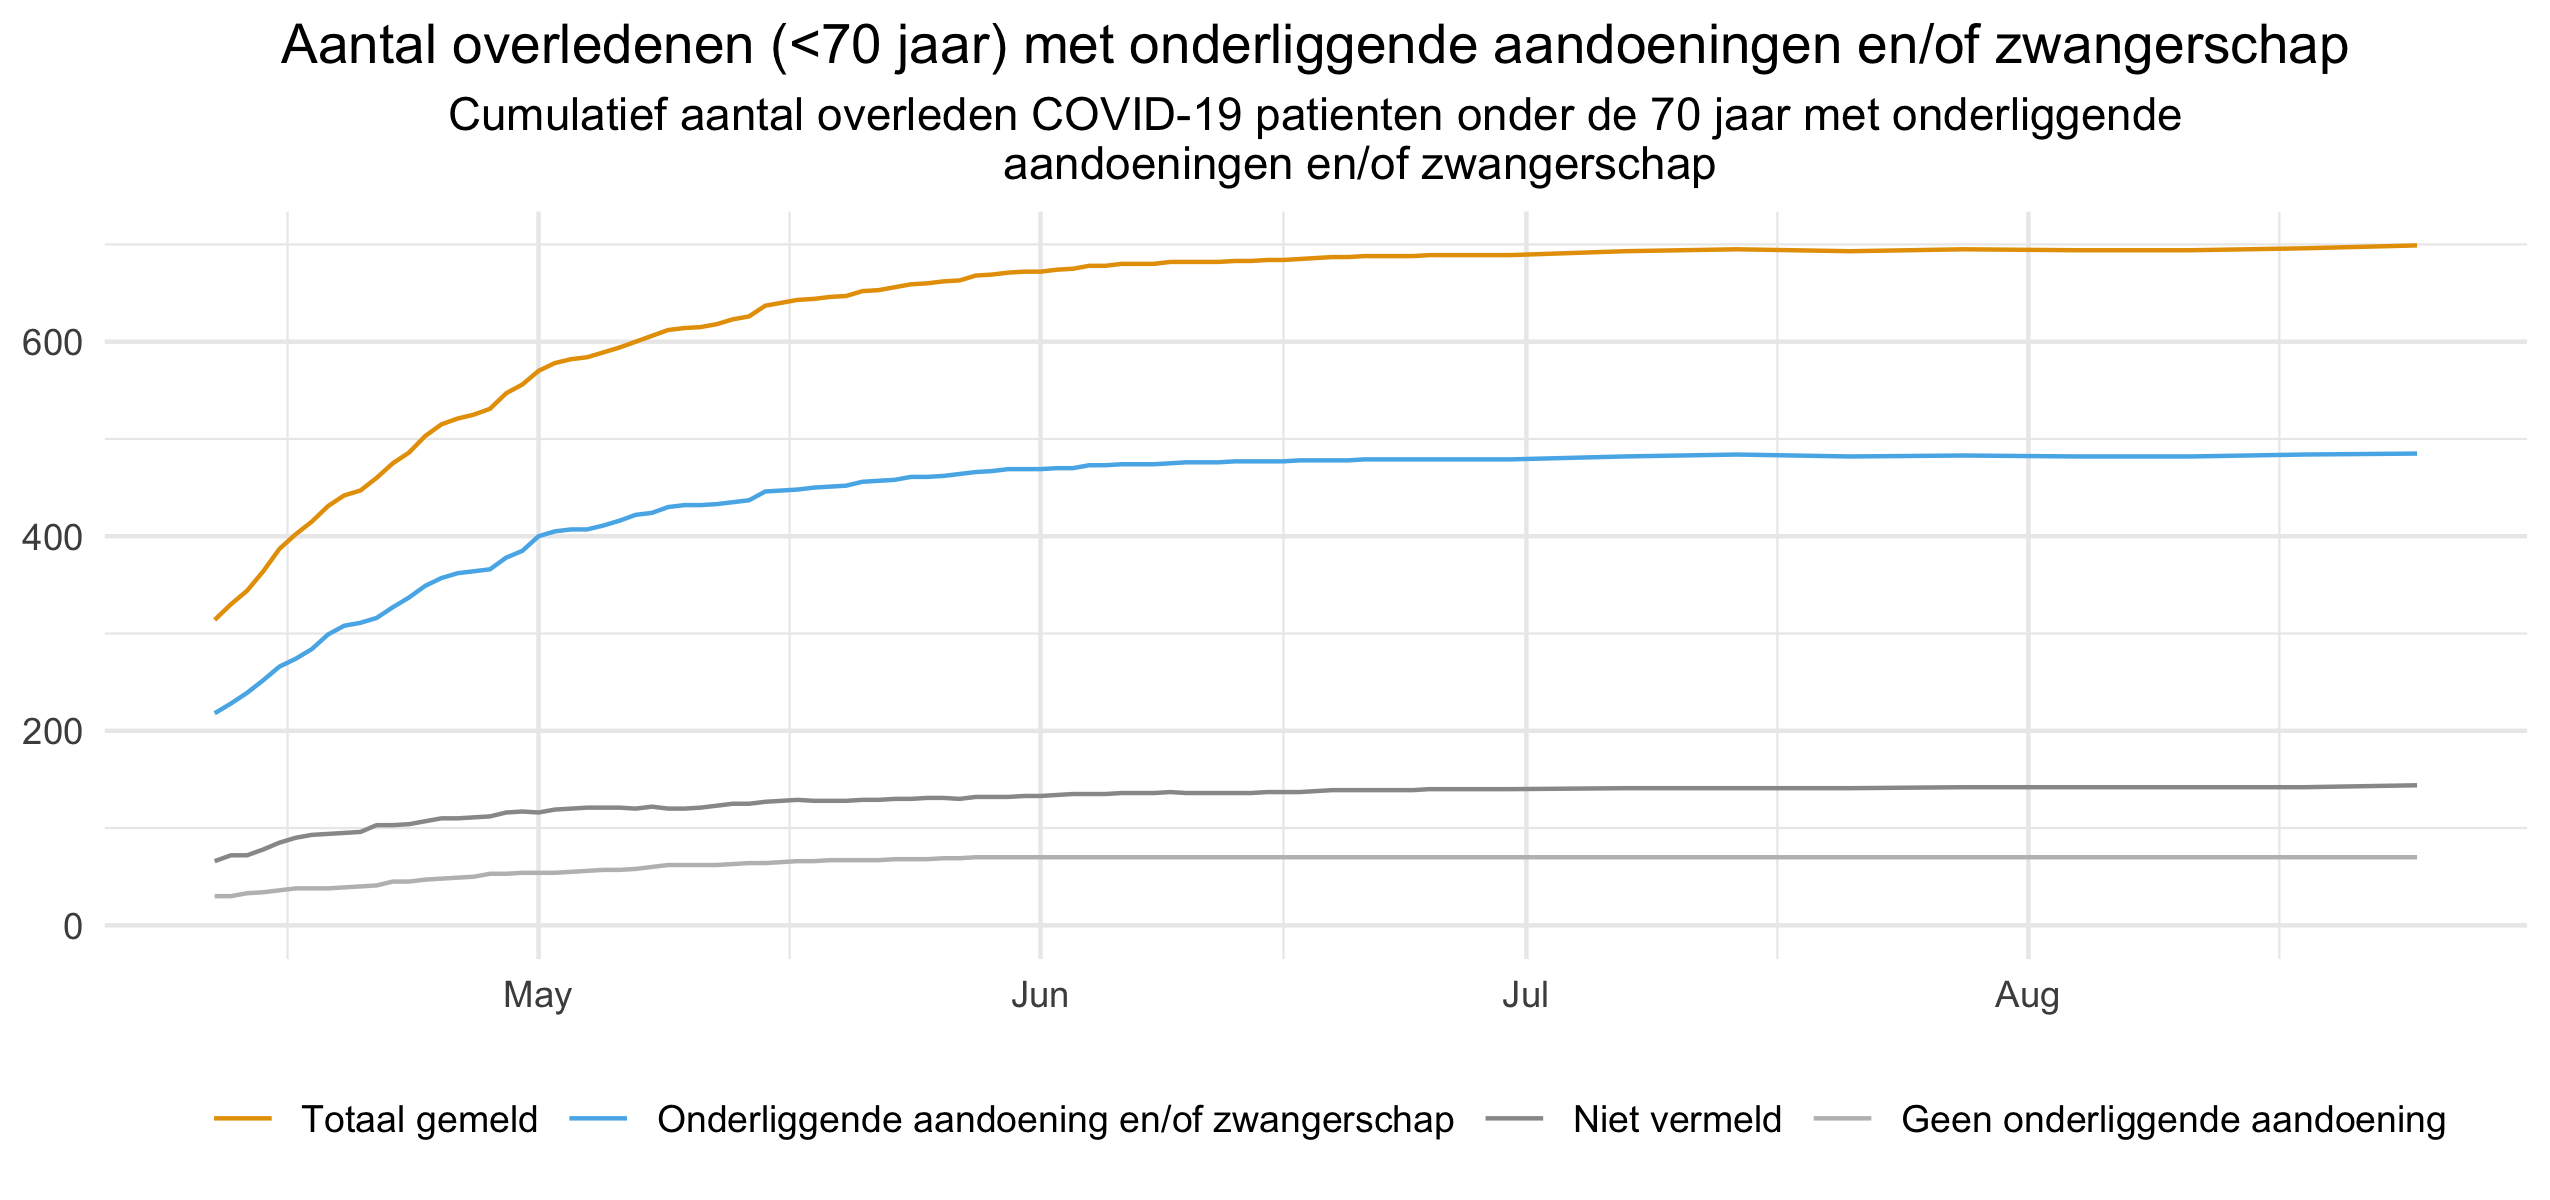 Aantal overledenen (<70 jaar) met onderliggende aandoeningen en/of zwangerschap
Cumulatief aantal overleden COVID-19 patienten onder de 70 jaar met onderliggende
aandoeningen en/of zwangerschap
600
400
200
0
May Jun Jul Aug
Totaal gemeld Onderliggende aandoening en/of zwangerschap Niet vermeld Geen onderliggende aandoening